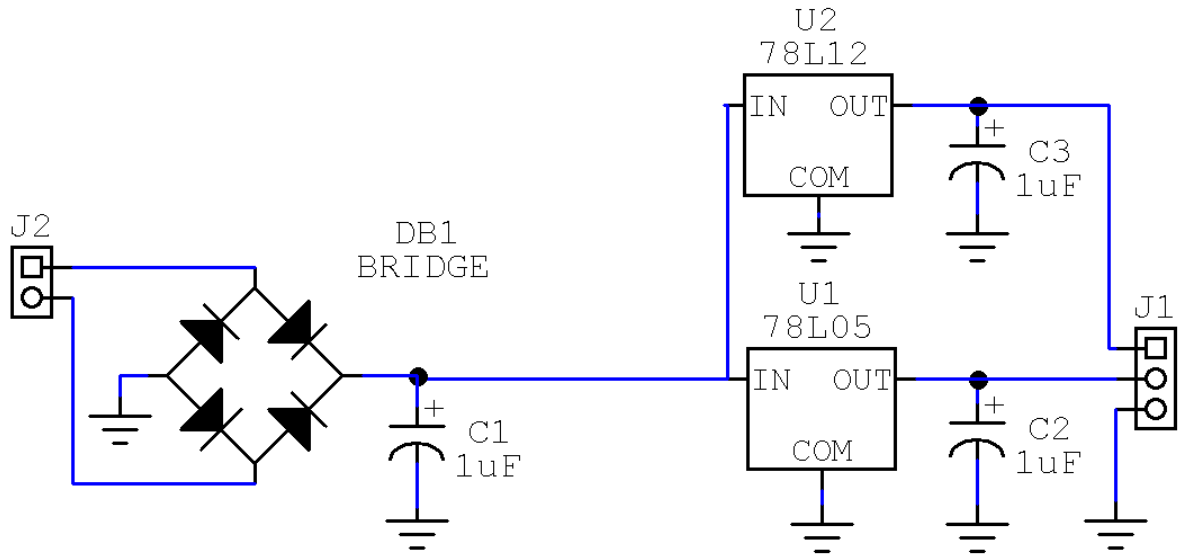 U2
78L12
IN OUT
COM
+
C3
1uF
J2
DB1
BRIDGE
U1
78L05
IN OUT
COM
J1
+
C1
1uF
+
C2
1uF